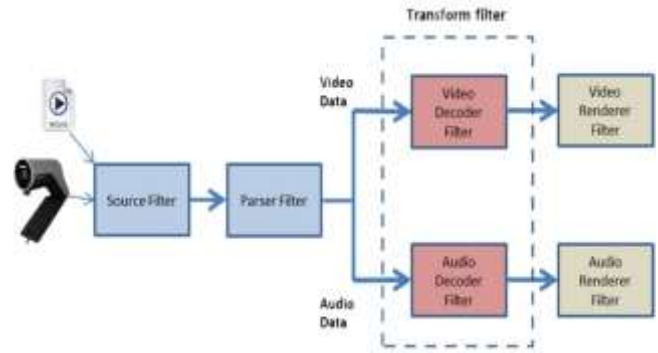 Transform filter
Video
Data
Video
Decoder
Filter
Video
Renderer
Filter
Source Filter
Parser Filter
Audio
Data
Audio
Decoder
Filter
Audio
Renderer
Filter